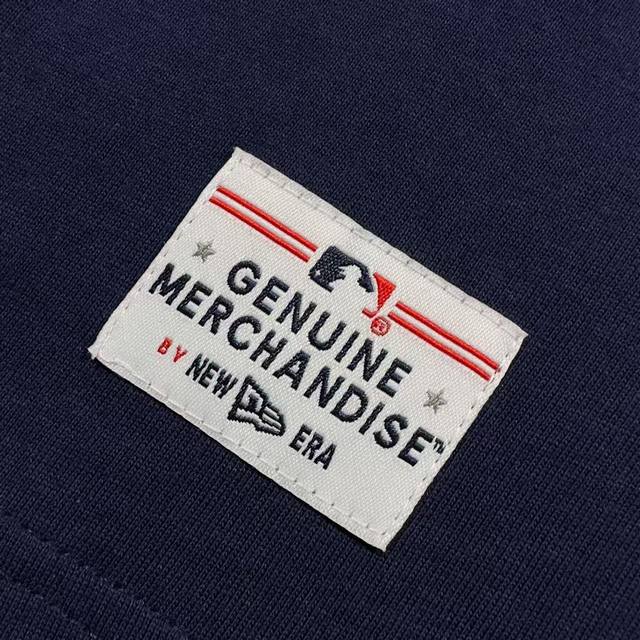 ®
GENUINE
MERCHANDISE™
BY NEW ERA